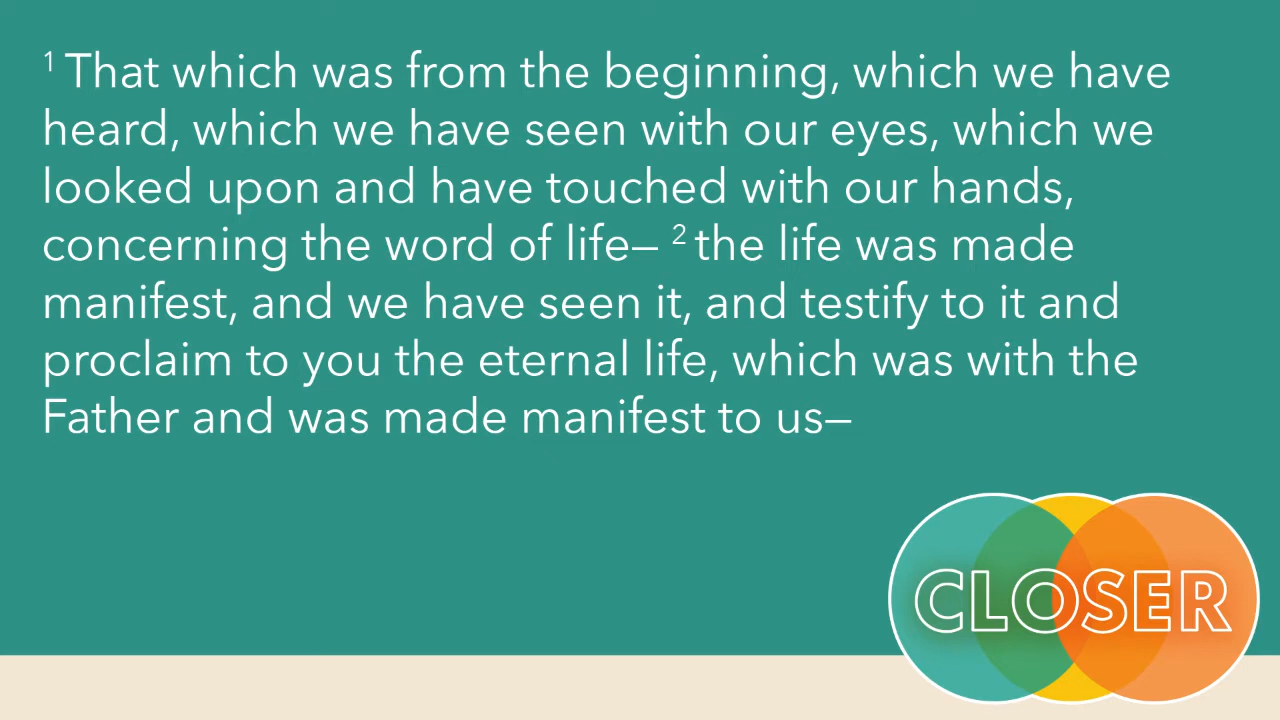 ¹ That which was from the beginning, which we have
heard, which we have seen with our eyes, which we
looked upon and have touched with our hands,
concerning the word of life— ² the life was made
manifest, and we have seen it, and testify to it and
proclaim to you the eternal life, which was with the
Father and was made manifest to us—
CLOSER